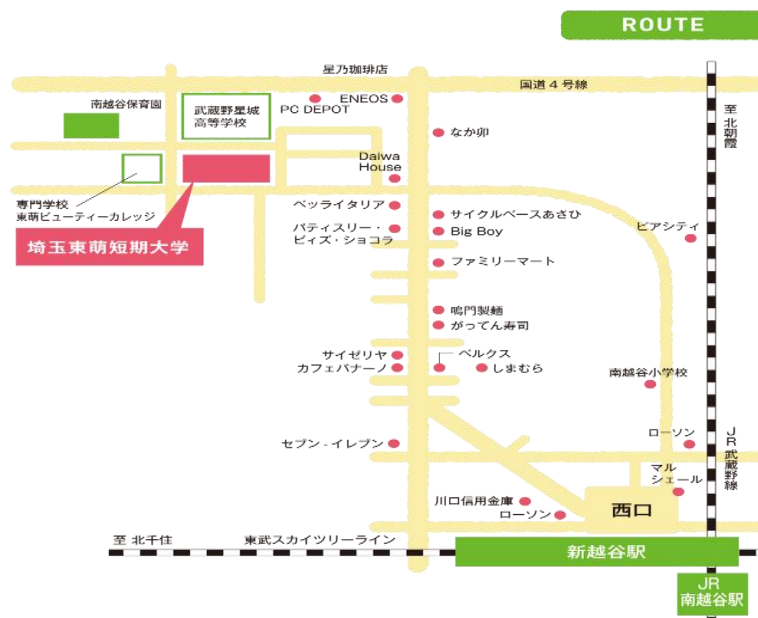 ROUTE
星乃珈琲店
国道4号線
至 北朝霞
南越谷保育園
武蔵野星城
高等学校
PC DEPOT
ENEOS
なか卯
Daiwa
House
専門学校
東萌ビューティーカレッジ
埼玉東萌短期大学
ベッライタリア
パティスリー・
ビィズ・ショコラ
サイクルベースあさひ
Big Boy
ビアシティ
ファミリーマート
鳴門製麺
がってん寿司
サイゼリヤ
カフェバナーノ
ベルクス
しまむら
南越谷小学校
セブン-イレブン
ローソン
JR武蔵野線
マル
シェール
川口信用金庫
ローソン
西口
至 北千住
東武スカイツリーライン
新越谷駅
JR
南越谷駅